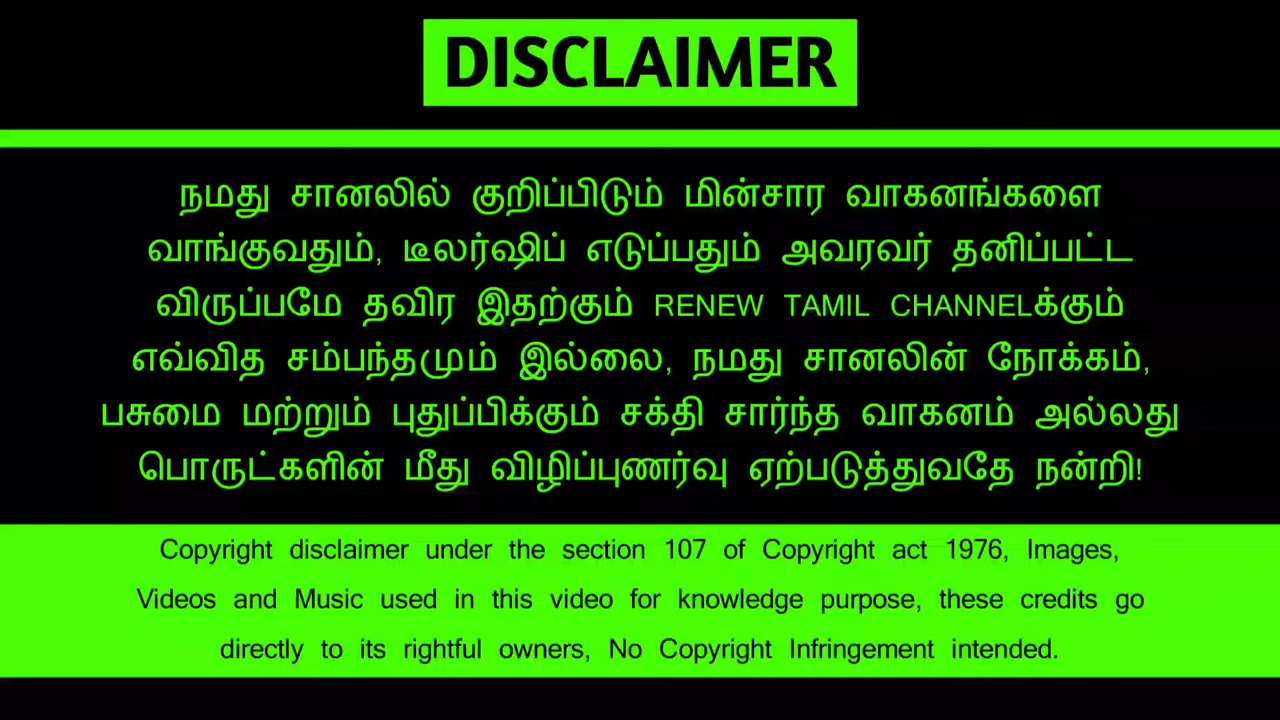 DISCLAIMER
நமது சானலில் குறிப்பிடும் மின்சார வாகனங்களை
வாங்குவதும், டீலர்ஷிப் எடுப்பதும் அவரவர் தனிப்பட்ட
விருப்பமே தவிர இதற்கும் RENEW TAMIL CHANNELக்கும்
எவ்வித சம்பந்தமும் இல்லை, நமது சானலின் நோக்கம்,
பசுமை மற்றும் புதுப்பிக்கும் சக்தி சார்ந்த வாகனம் அல்லது
பொருட்களின் மீது விழிப்புணர்வு ஏற்படுத்துவதே நன்றி!
Copyright disclaimer under the section 107 of Copyright act 1976, Images,
Videos and Music used in this video for knowledge purpose, these credits go
directly to its rightful owners, No Copyright Infringement intended.